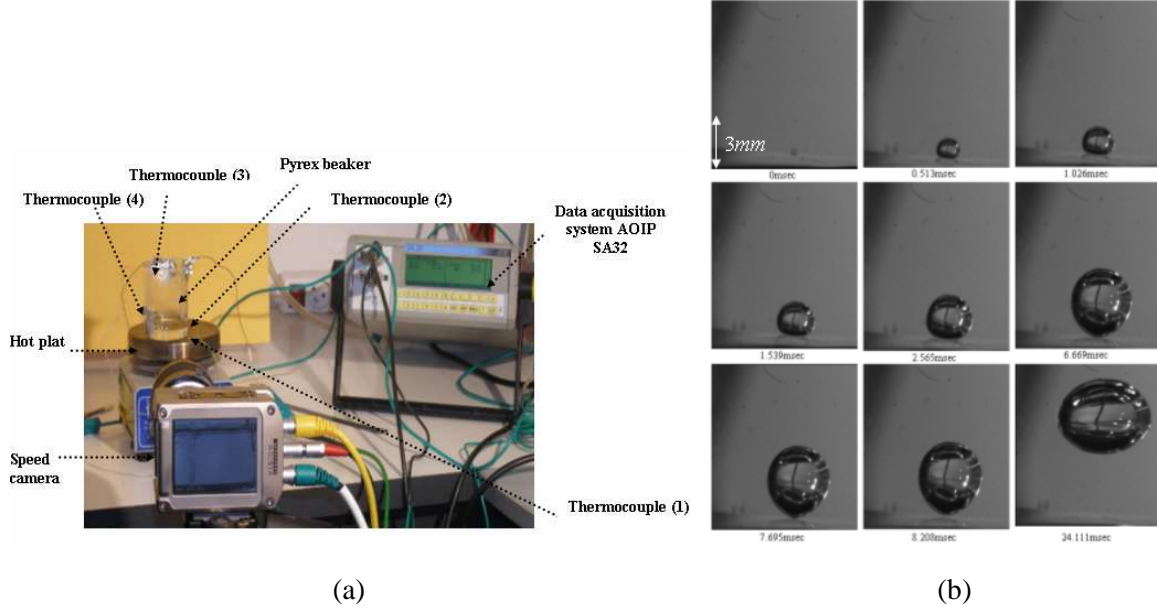 Thermocouple (3)
Pyrex beaker
Thermocouple (4)
Thermocouple (2)
Data acquisition
system AOIP
SA32
Hot plat
Speed
camera
Thermocouple (1)
(a)
3mm
0msec
0.513msec
1.026msec
1.539msec
2.565msec
6.669msec
7.695msec
8.208msec
24.111msec
(b)